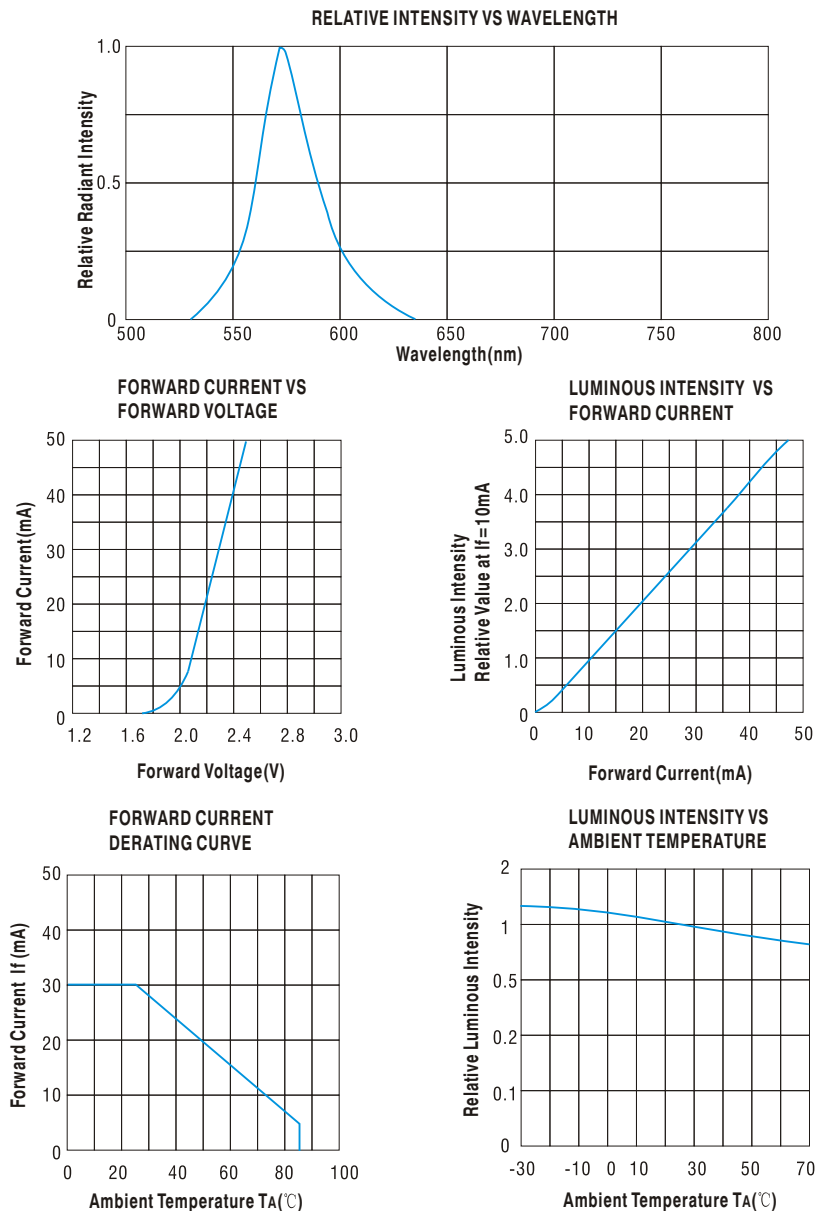 RELATIVE INTENSITY VS WAVELENGTH
Relative Radiant Intensity
1.0
0.5
0
500 550 600 650 700 750 800
Wavelength(nm)
FORWARD CURRENT VS
FORWARD VOLTAGE
Forward Current(mA)
50
40
30
20
10
0
1.2 1.6 2.0 2.4 2.8 3.0
Forward Voltage(V)
LUMINOUS INTENSITY VS
FORWARD CURRENT
Luminous Intensity
Relative Value at If=10mA
5.0
4.0
3.0
2.0
1.0
0
0 10 20 30 40 50
Forward Current(mA)
FORWARD CURRENT
DERATING CURVE
Forward Current If (mA)
50
40
30
20
10
0
0 20 40 60 80 100
Ambient Temperature TA(℃)
LUMINOUS INTENSITY VS
AMBIENT TEMPERATURE
Relative Luminous Intensity
2
1
0.5
0.2
0.1
0
-30 -10 0 10 30 50 70
Ambient Temperature TA(℃)